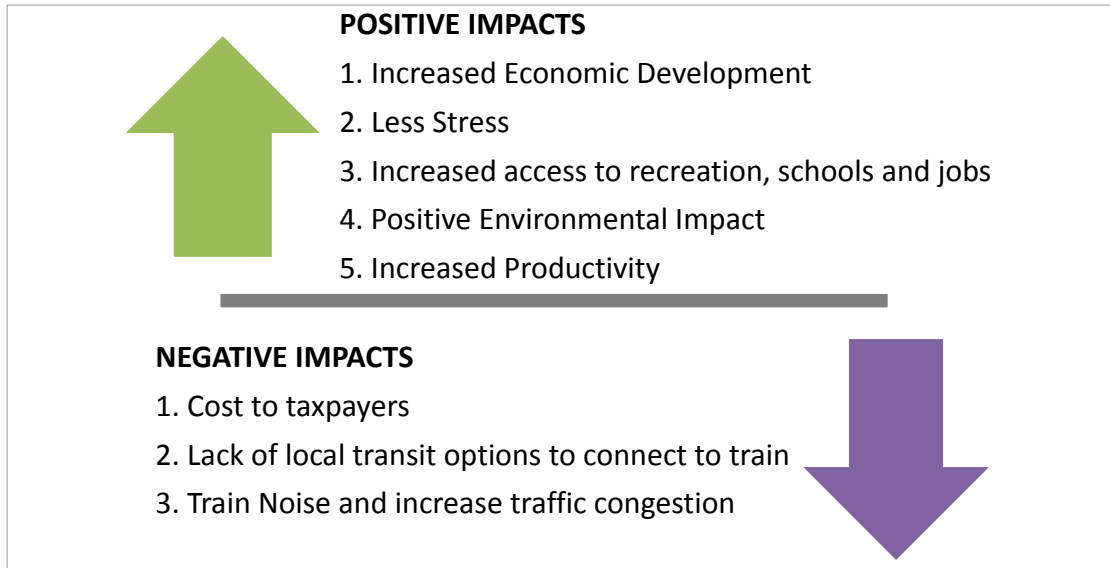 POSITIVE IMPACTS
1. Increased Economic Development
2. Less Stress
3. Increased access to recreation, schools and jobs
4. Positive Environmental Impact
5. Increased Productivity
NEGATIVE IMPACTS
1. Cost to taxpayers
2. Lack of local transit options to connect to train
3. Train Noise and increase traffic congestion